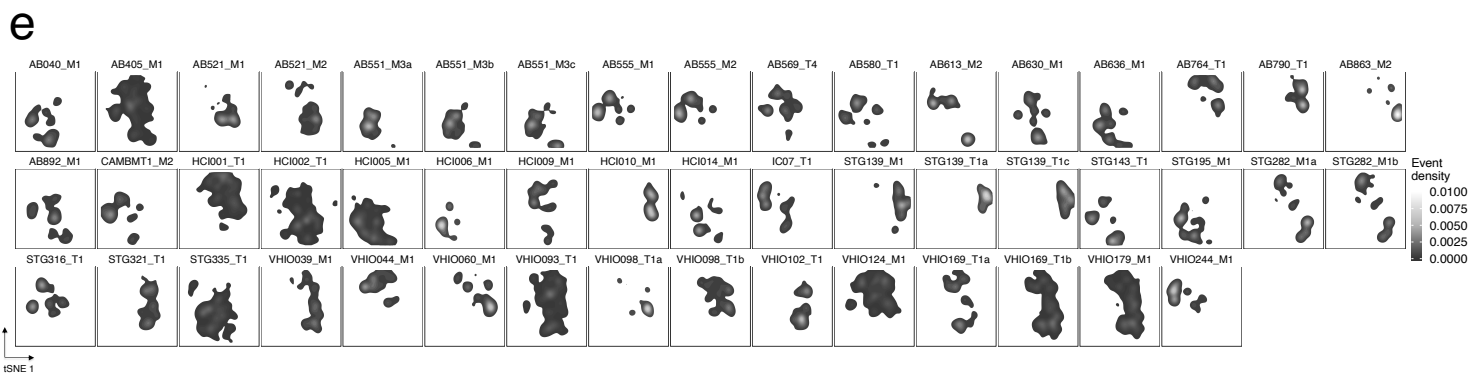 e
AB040_M1 AB405_M1 AB521_M1 AB521_M2 AB551_M3a AB551_M3b AB551_M3c AB555_M1 AB555_M2 AB569_T4 AB580_T1 AB613_M2 AB630_M1 AB636_M1 AB764_T1 AB790_T1 AB863_M2
AB892_M1 CAMBMT1_M2 HCI001_T1 HCI002_T1 HCI005_M1 HCI006_M1 HCI009_M1 HCI010_M1 HCI014_M1 IC07_T1 STG139_M1 STG139_T1a STG139_T1c STG143_T1 STG195_M1 STG282_M1a STG282_M1b
Event
density
0.0100
0.0075
0.0050
0.0025
0.0000
STG316_T1 STG321_T1 STG335_T1 VHIO039_M1 VHIO044_M1 VHIO060_M1 VHIO093_T1 VHIO098_T1a VHIO098_T1b VHIO102_T1 VHIO124_M1 VHIO169_T1a VHIO169_T1b VHIO179_M1 VHIO244_M1
tSNE 1